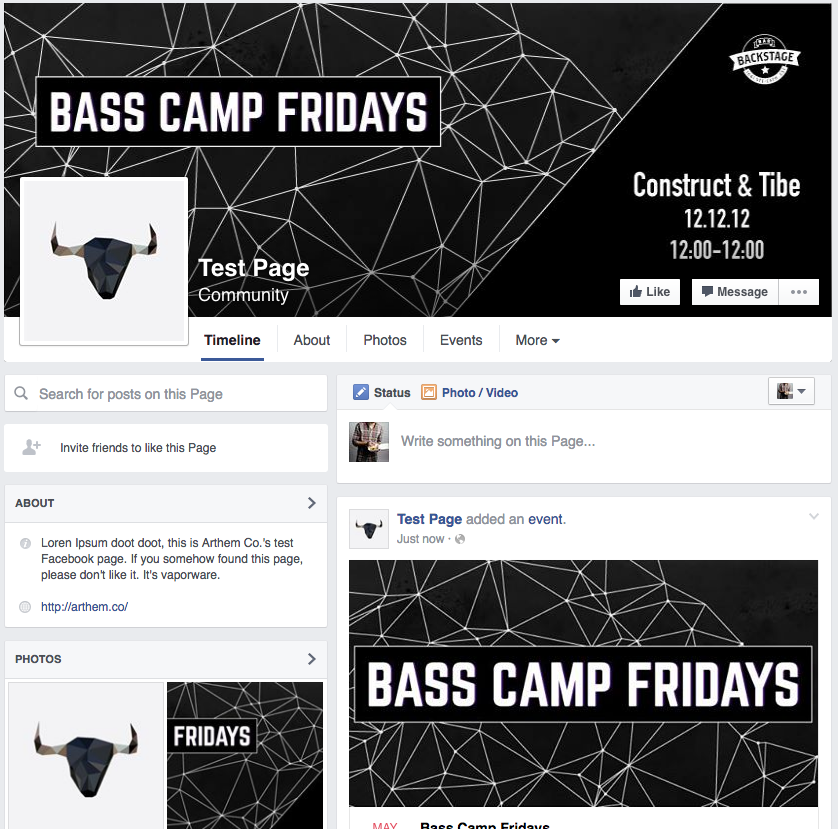 BASS CAMP FRIDAYS
BACKSTAGE
Construct & Tibe
12.12.12
12:00-12:00
Test Page
Community
Like
Message
Timeline
About
Photos
Events
More
Search for posts on this Page
Invite friends to like this Page
ABOUT
Loren Ipsum doot doot, this is Arthem Co.'s test
Facebook page. If you somehow found this page,
please don't like it. It's vaporware.
http://arthem.co/
PHOTOS
FRIDAYS
Status
Photo / Video
Write something on this Page...
Test Page added an event.
Just now ·
BASS CAMP FRIDAYS
MAY
Bass Camp Fridays